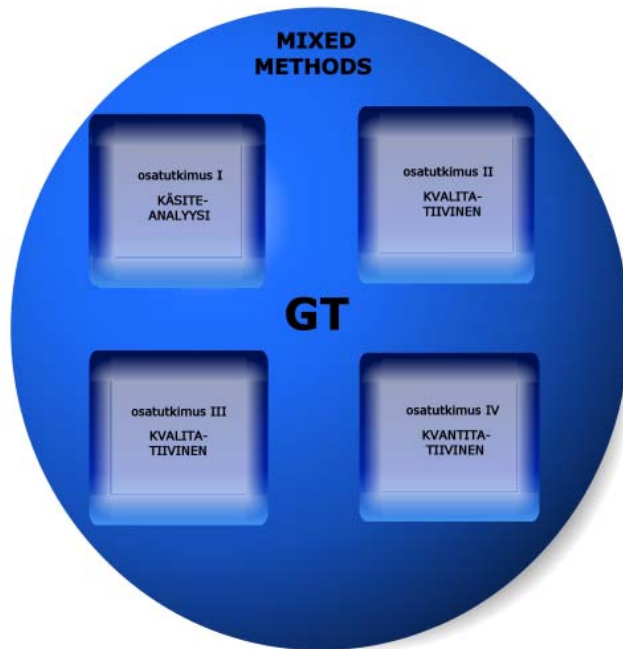 MIXED
METHODS
osatutkimus I
KÄSITE-
ANALYYSI
osatutkimus II
KVALITA-
TIIVINEN
GT
osatutkimus III
KVALITA-
TIIVINEN
osatutkimus IV
KVANTITA-
TIIVINEN